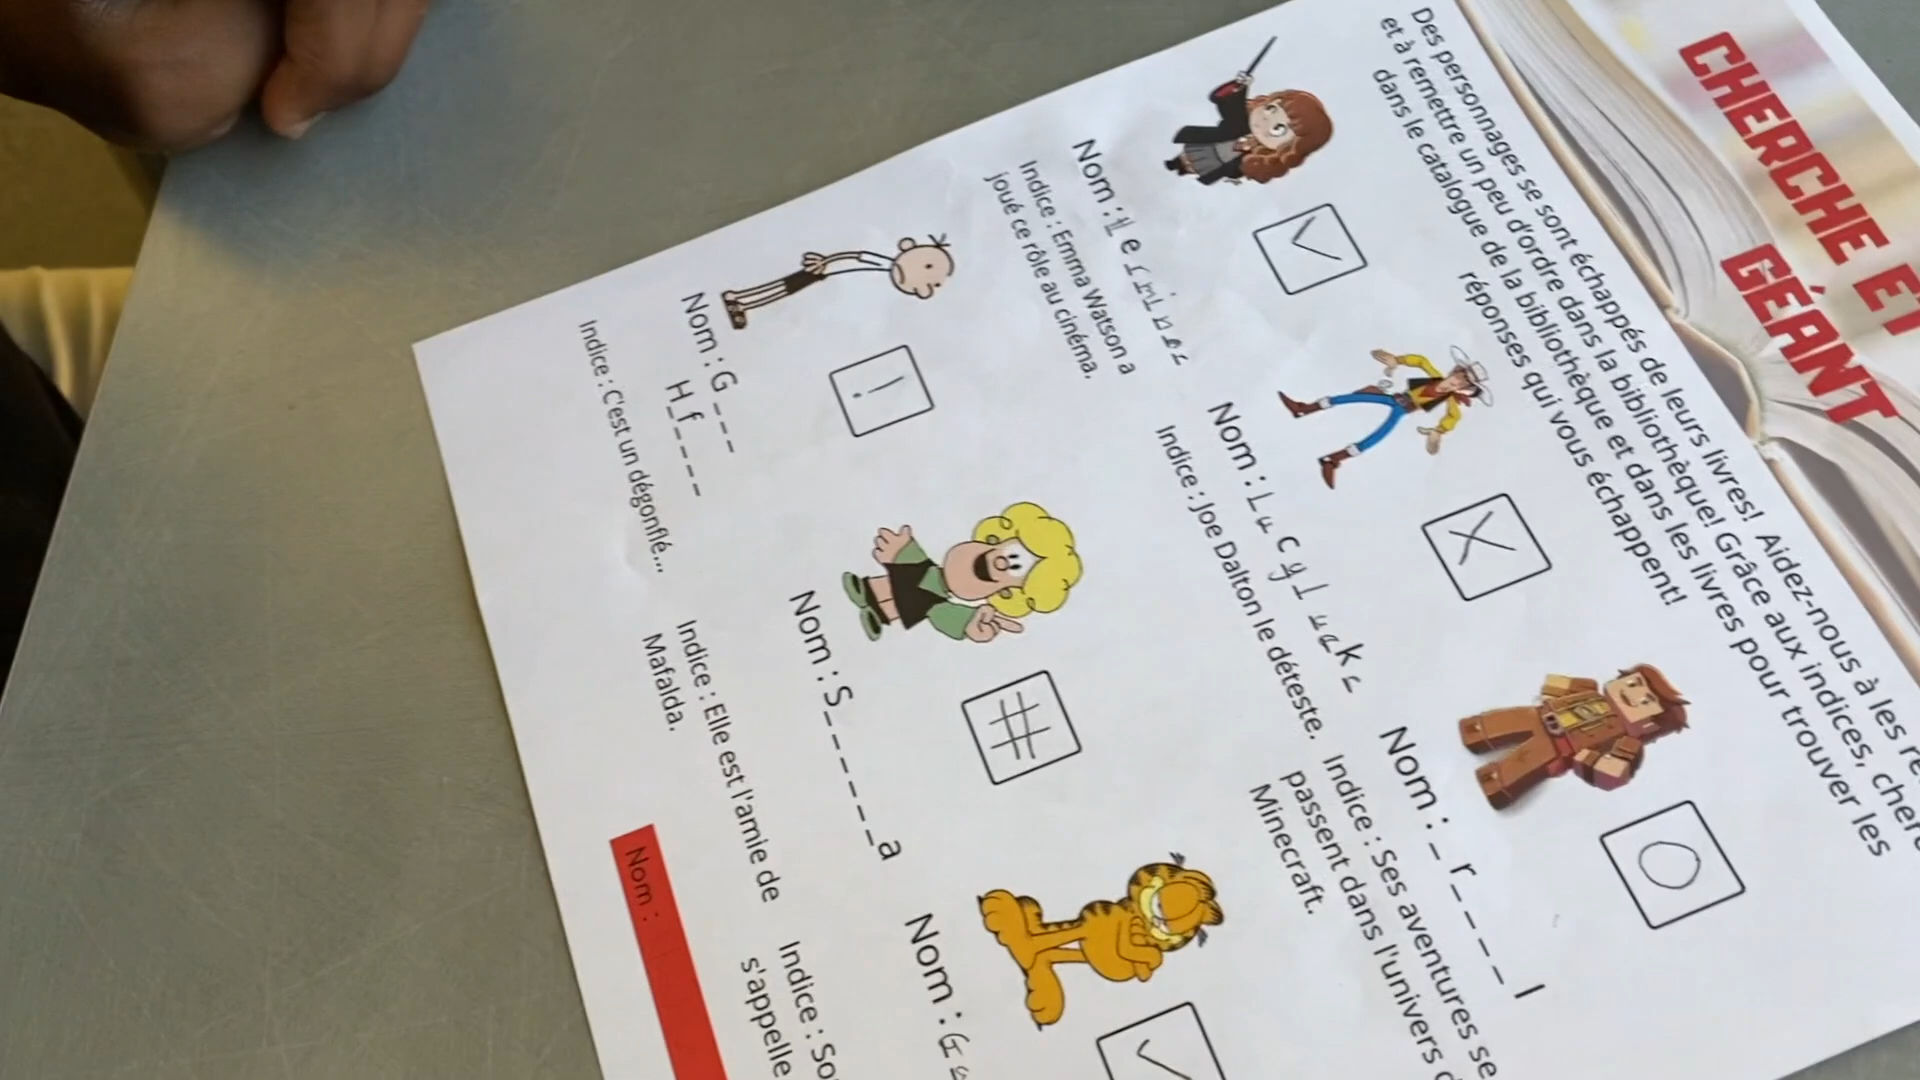 CHERCHE ET
GÉANT
Des personnages se sont échappés de leurs livres! Aidez-nous à les re
et à remettre un peu d'ordre dans la bibliothèque! Grâce aux indices, cher
dans le catalogue de la bibliothèque et dans les livres pour trouver les
réponses qui vous échappent!
Nom : Her
Indice : Emma Watson a
joué ce rôle au cinéma.
Nom : Lucy
Indice : Joe Dalton le déteste.
Nom : _ r _ _ _ _ l
Indice : Ses aventures se
passent dans l'univers d
Minecraft.
Nom : G _ _ _
H _ f _ _ _ _
Indice : C'est un dégonflé...
Nom : S _ _ _ _ _ _ a
Indice : Elle est l'amie de
Mafalda.
Nom : Ga
Indice : So
s'appelle
Nom :